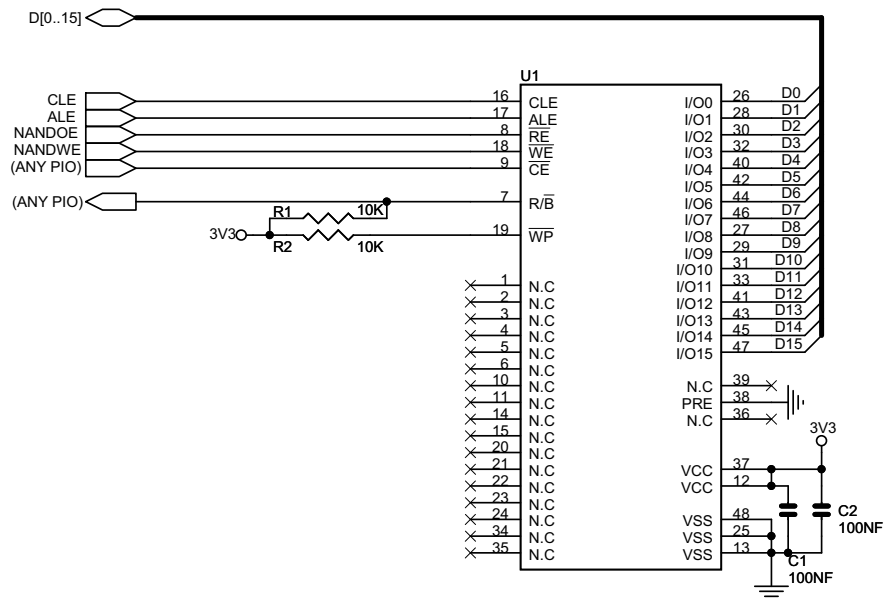 D[0..15]
U1
CLE 16 CLE I/O0 26 D0
ALE 17 ALE I/O1 28 D1
NANDOE 8 RE I/O2 30 D2
NANDWE 18 WE I/O3 32 D3
(ANY PIO) 9 CE I/O4 40 D4
I/O5 42 D5
(ANY PIO) 7 R/B I/O6 44 D6
R1 10K I/O7 46 D7
3V3 19 WP I/O8 27 D8
R2 10K I/O9 29 D9
I/O10 31 D10
1 N.C I/O11 33 D11
2 N.C I/O12 41 D12
3 N.C I/O13 43 D13
4 N.C I/O14 45 D14
5 N.C I/O15 47 D15
6 N.C
10 N.C N.C 39
11 N.C PRE 38
14 N.C N.C 36
15 N.C
3V3
20 N.C
21 N.C VCC 37
22 N.C VCC 12
23 N.C
24 N.C VSS 48
C2
100NF
34 N.C VSS 25
35 N.C VSS 13
C1
100NF